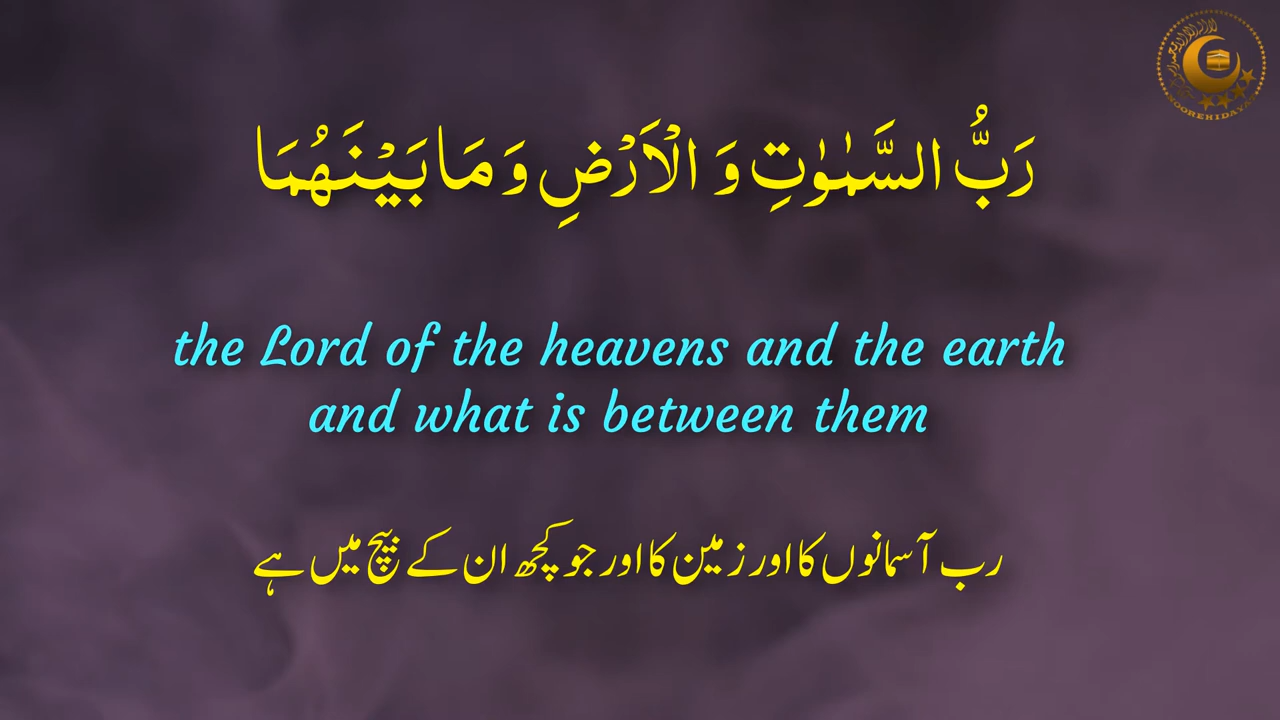 رَبُّ السَّمٰوٰتِ وَ الْاَرْضِ وَ مَا بَیْنَهُمَا
the Lord of the heavens and the earth
and what is between them
رب آسمانوں کا اور زمین کا اور جو کچھ ان کے بیچ میں ہے
NOOREHIDAYAT